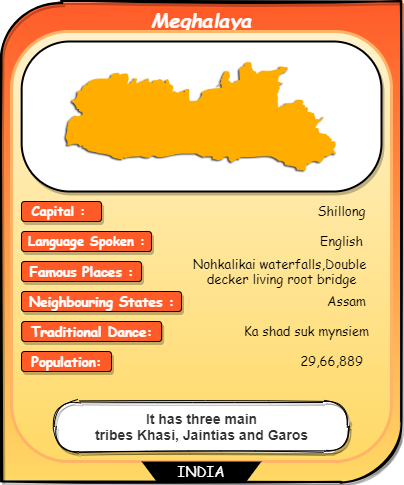 Meghalaya
Capital : Shillong
Language Spoken : English
Famous Places : Nohkalikai waterfalls,Double
decker living root bridge
Neighbouring States : Assam
Traditional Dance: Ka shad suk mynsiem
Population: 29,66,889
It has three main
tribes Khasi, Jaintias and Garos
INDIA